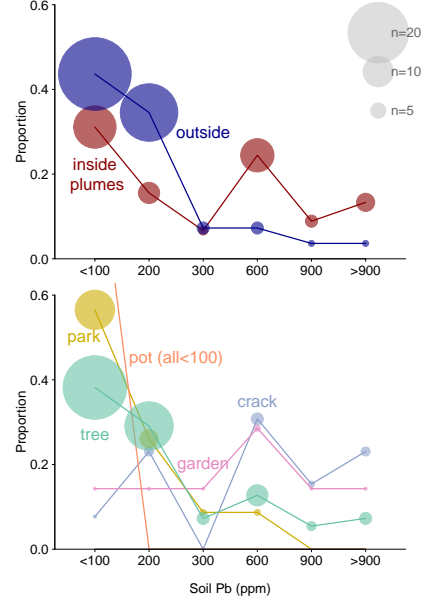 0.6
n=20
n=10
0.4
n=5
Proportion
outside
inside
plumes
0.2
0.0
<100 200 300 600 900 >900
0.6
park
pot (all<100)
0.4
crack
Proportion
tree
garden
0.2
0.0
<100 200 300 600 900 >900
Soil Pb (ppm)